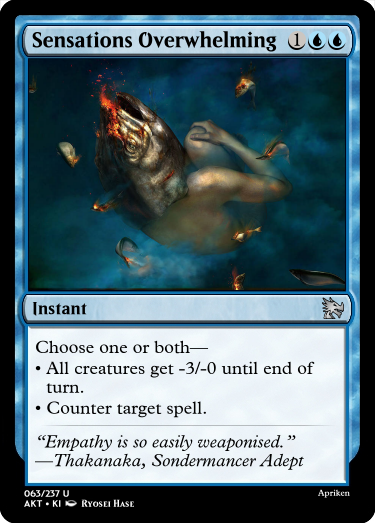 Sensations Overwhelming 1
Instant
Choose one or both—
• All creatures get -3/-0 until end of
turn.
• Counter target spell.
“Empathy is so easily weaponised.”
—Thakanaka, Sondermancer Adept
063/237 U
Apriken
AKT • KI Ryosei Hase